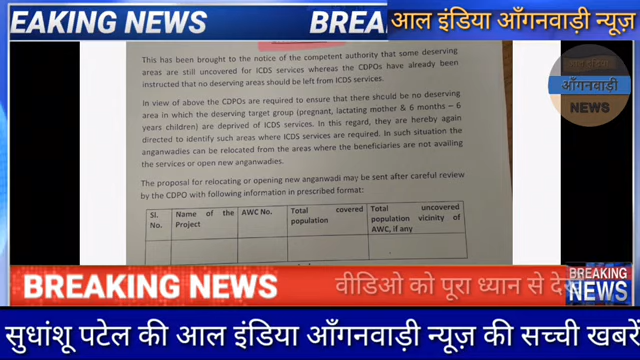 EAKING NEWS
BREAKING NEWS
BREA
आल इंडिया आँगनवाड़ी न्यूज़
This has been brought to the notice of the competent authority that some deserving
areas are still uncovered for ICDS services whereas the CDPOs have already been
instructed that no deserving areas should be left from ICDS services.
In view of above the CDPOs are required to ensure that there should be no deserving
area in which the deserving target group (pregnant, lactating mother & 6 months – 6
years children) are deprived of ICDS services. In this regard, they are hereby again
directed to identify such areas where ICDS services are required. In such situation the
anganwadies can be relocated from the areas where the beneficiaries are not availing
the services or open new anganwadies.
The proposal for relocating or opening new anganwadi may be sent after careful review
by the CDPO with following information in prescribed format:
Sl. No.
Name of the Project
AWC No.
Total covered population
Total uncovered population vicinity of AWC, if any
आँगनवाड़ी
NEWS
BREAKING NEWS
वीडिओ को पूरा ध्यान से दे
BREAKING
NEWS
सुधांशू पटेल की आल इंडिया आँगनवाड़ी न्यूज़ की सच्ची खबरें